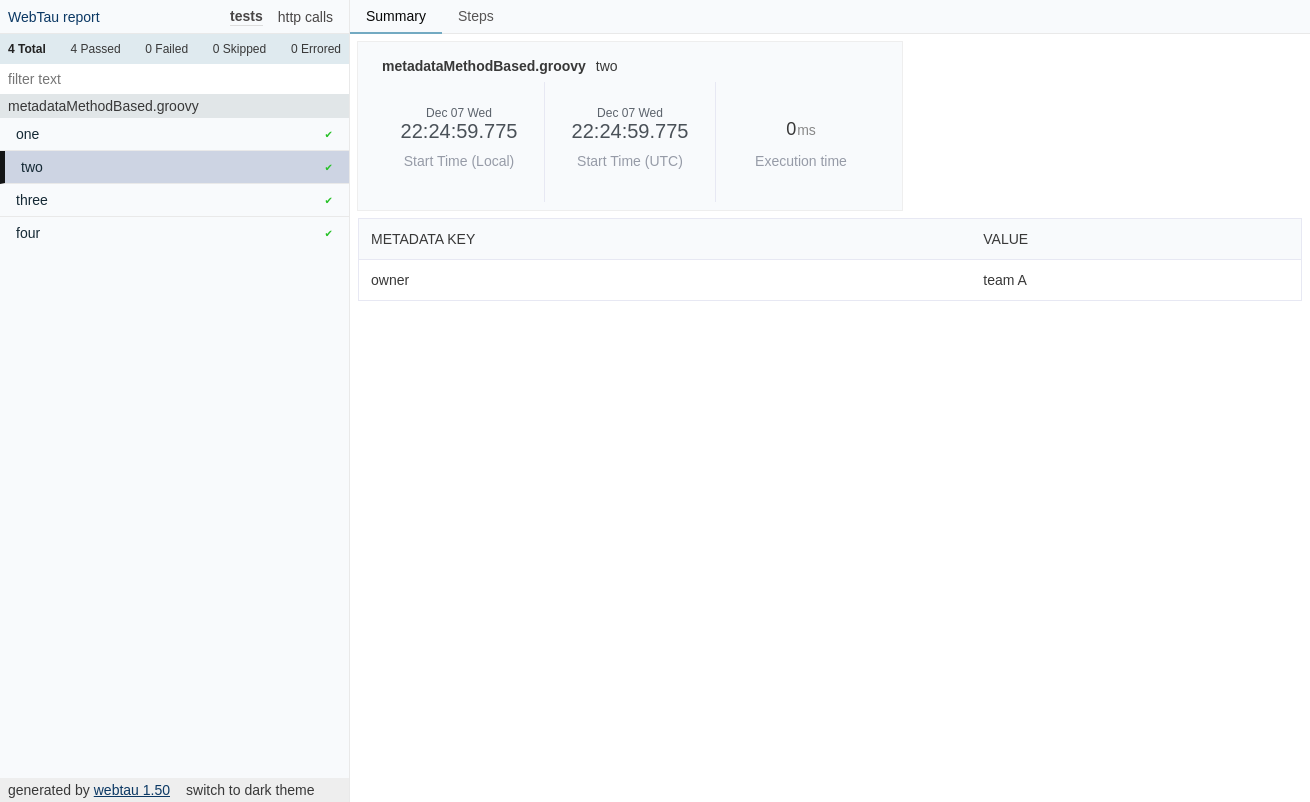 WebTau report tests http calls
4 Total 4 Passed 0 Failed 0 Skipped 0 Errored
filter text
metadataMethodBased.groovy
one ✔
two ✔
three ✔
four ✔
generated by webtau 1.50 switch to dark theme
Summary Steps
metadataMethodBased.groovy two
Dec 07 Wed
22:24:59.775
Start Time (Local)
Dec 07 Wed
22:24:59.775
Start Time (UTC)
0ms
Execution time
METADATA KEY VALUE
owner team A